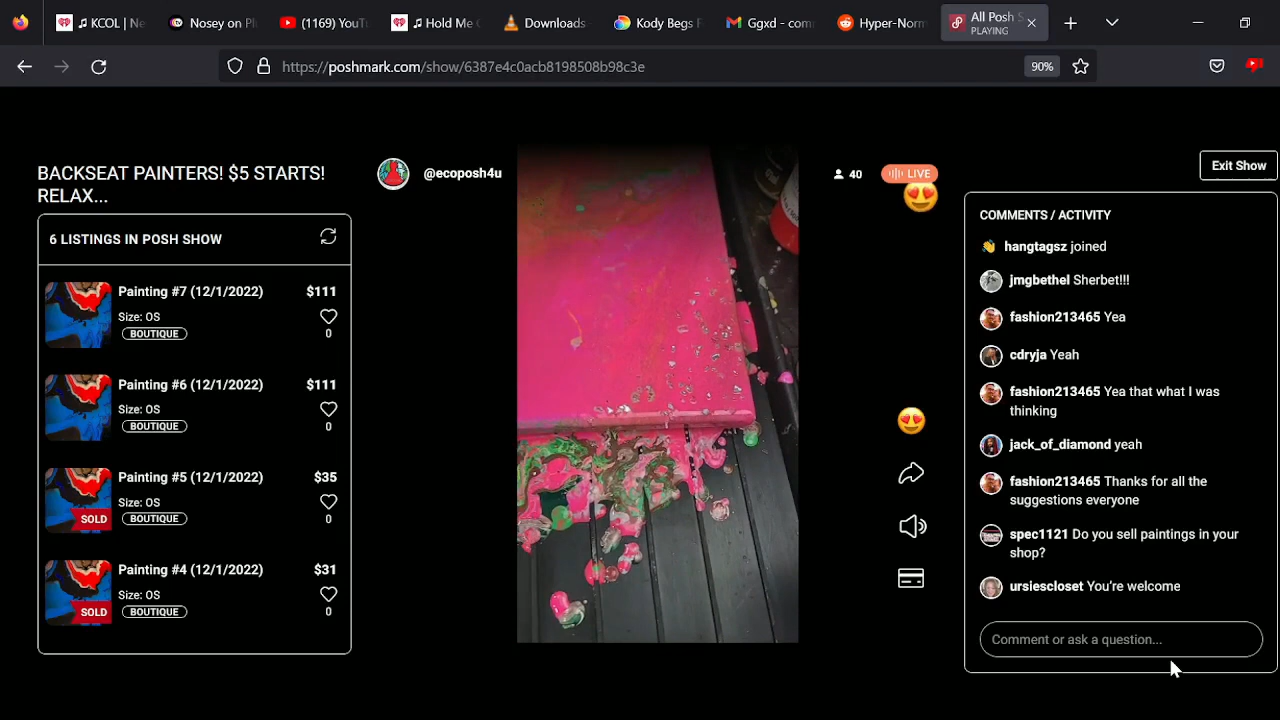 KCOL | Ne
Nosey on Pl
(1169) YouT
Hold Me C
Downloads
Kody Begs F
Ggxd - com
Hyper-Norm
All Posh S
PLAYING
https://poshmark.com/show/6387e4c0acb8198508b98c3e
90%
BACKSEAT PAINTERS! $5 STARTS!
RELAX...
6 LISTINGS IN POSH SHOW
Painting #7 (12/1/2022) $111
Size: OS
BOUTIQUE 0
Painting #6 (12/1/2022) $111
Size: OS
BOUTIQUE 0
Painting #5 (12/1/2022) $35
Size: OS
SOLD BOUTIQUE 0
Painting #4 (12/1/2022) $31
Size: OS
SOLD BOUTIQUE 0
@ecoposh4u
40 LIVE
Exit Show
COMMENTS / ACTIVITY
hangtagsz joined
jmgbethel Sherbet!!!
fashion213465 Yea
cdryja Yeah
fashion213465 Yea that what I was
thinking
jack_of_diamond yeah
fashion213465 Thanks for all the
suggestions everyone
spec1121 Do you sell paintings in your
shop?
ursiescloset You're welcome
Comment or ask a question...